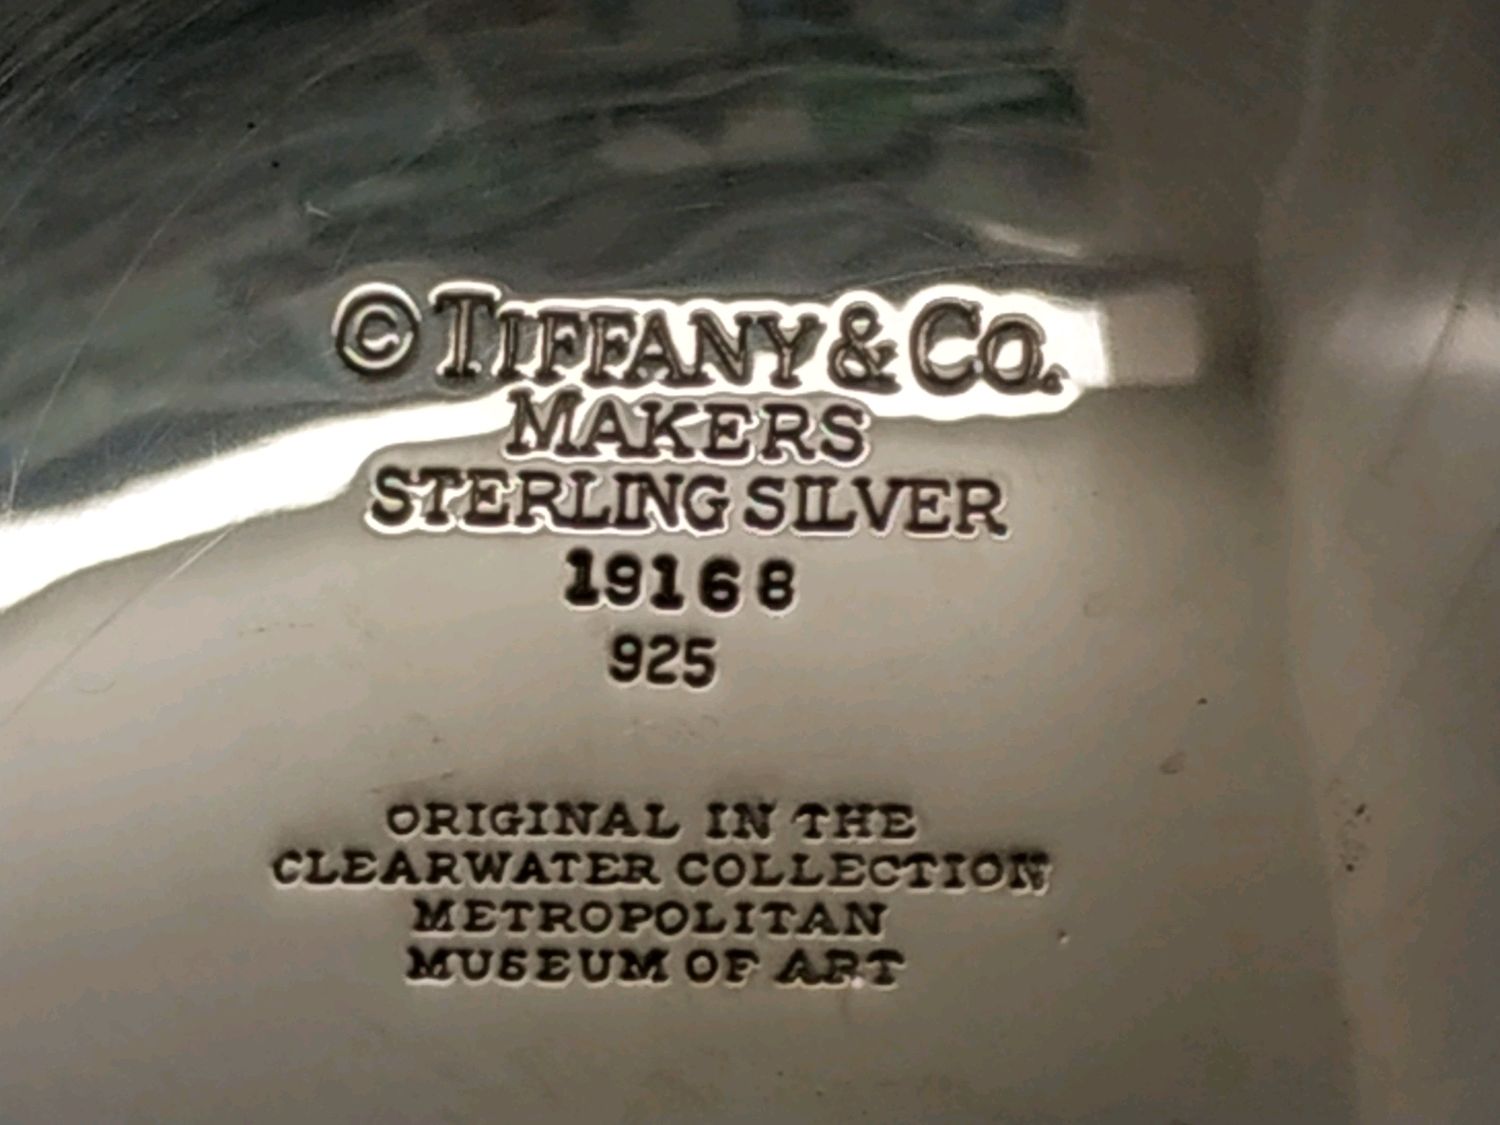 © TIFFANY & CO.
MAKERS
STERLING SILVER
19168
925
ORIGINAL IN THE
CLEARWATER COLLECTION
METROPOLITAN
MUSEUM OF ART